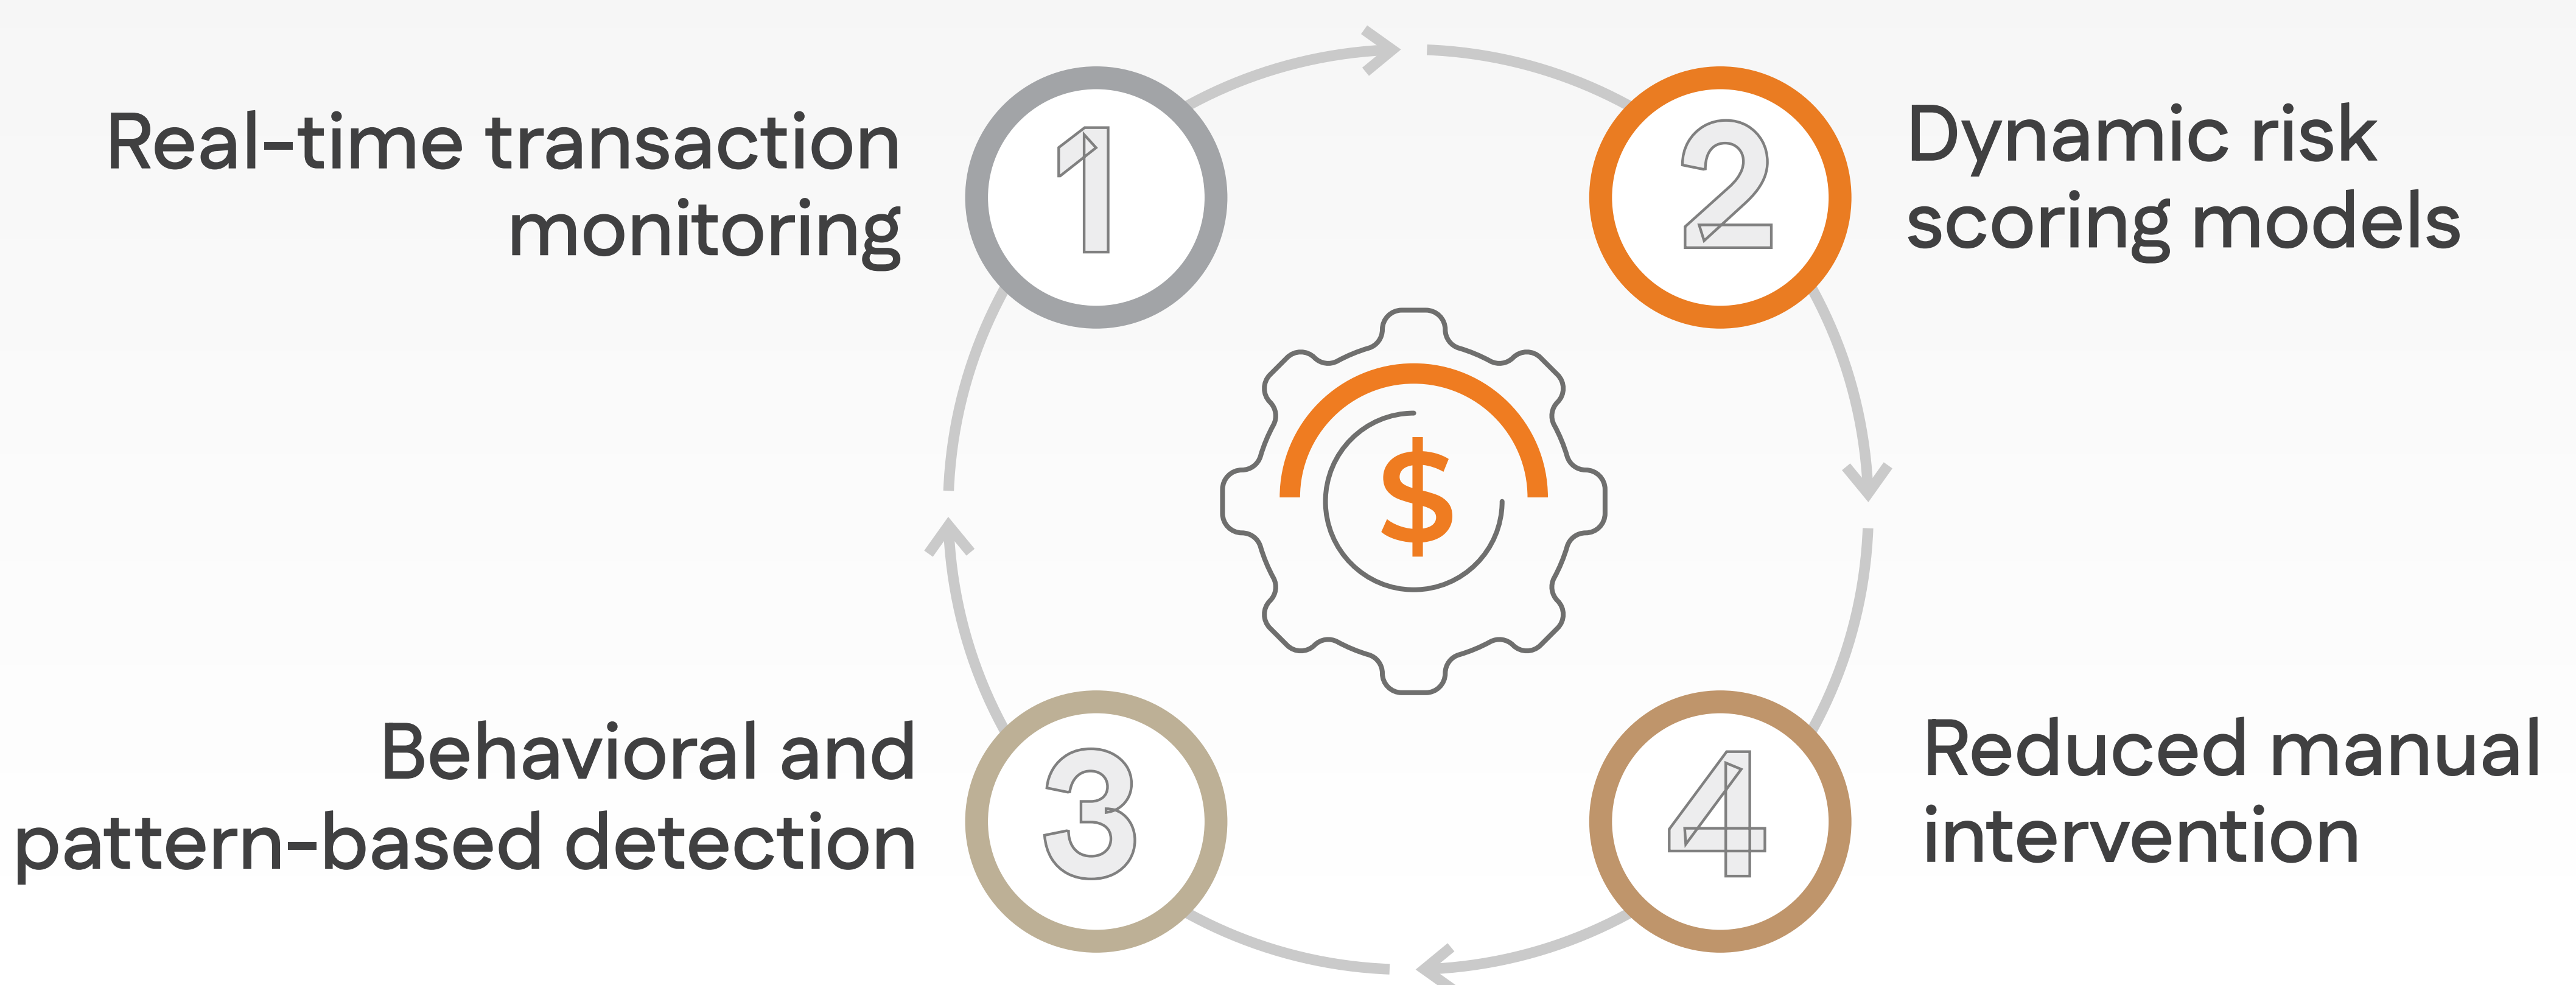 Real-time transaction
monitoring
1
2
Dynamic risk
scoring models
$
Behavioral and
pattern-based detection
3
4
Reduced manual
intervention